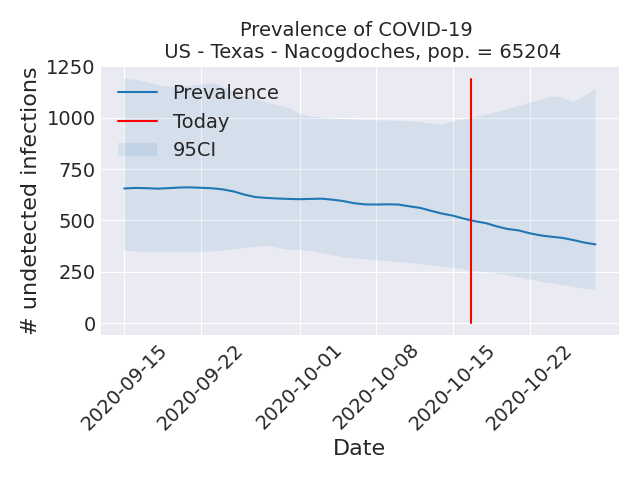 Prevalence of COVID-19
US - Texas - Nacogdoches, pop. = 65204
# undetected infections
1250
1000
750
500
250
0
Prevalence
Today
95CI
2020-09-15
2020-09-22
2020-10-01
2020-10-08
2020-10-15
2020-10-22
Date